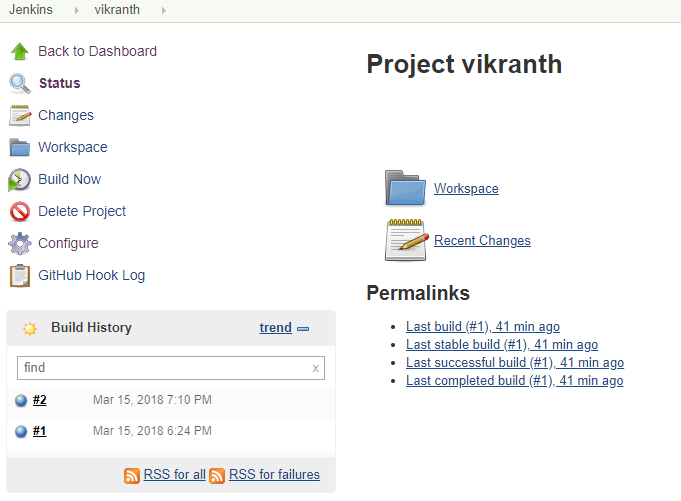 Jenkins vikranth
Back to Dashboard
Status
Changes
Workspace
Build Now
Delete Project
Configure
GitHub Hook Log
Build History trend
find x
#2 Mar 15, 2018 7:10 PM
#1 Mar 15, 2018 6:24 PM
RSS for all RSS for failures
Project vikranth
Workspace
Recent Changes
Permalinks
Last build (#1), 41 min ago
Last stable build (#1), 41 min ago
Last successful build (#1), 41 min ago
Last completed build (#1), 41 min ago